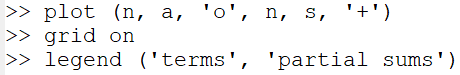 >> plot (n, a, 'o', n, s, '+')
>> grid on
>> legend ('terms', 'partial sums')